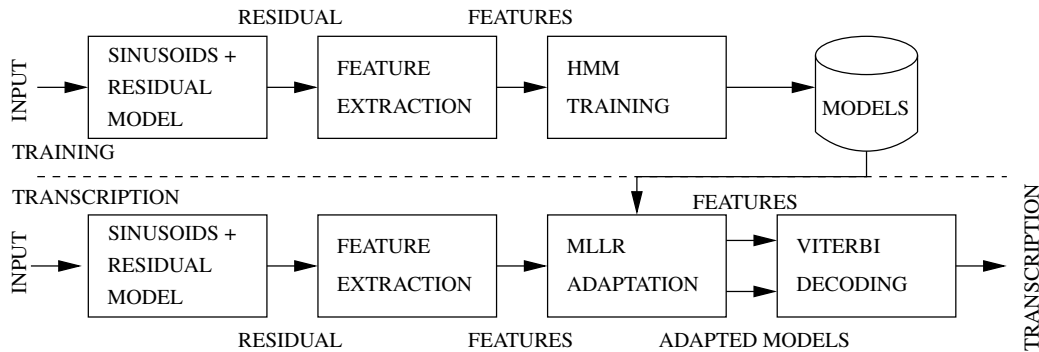 RESIDUAL
FEATURES
INPUT
SINUSOIDS +
RESIDUAL
MODEL
FEATURE
EXTRACTION
HMM
TRAINING
MODELS
TRAINING
TRANSCRIPTION
FEATURES
INPUT
SINUSOIDS +
RESIDUAL
MODEL
FEATURE
EXTRACTION
MLLR
ADAPTATION
VITERBI
DECODING
TRANSCRIPTION
RESIDUAL
FEATURES
ADAPTED MODELS